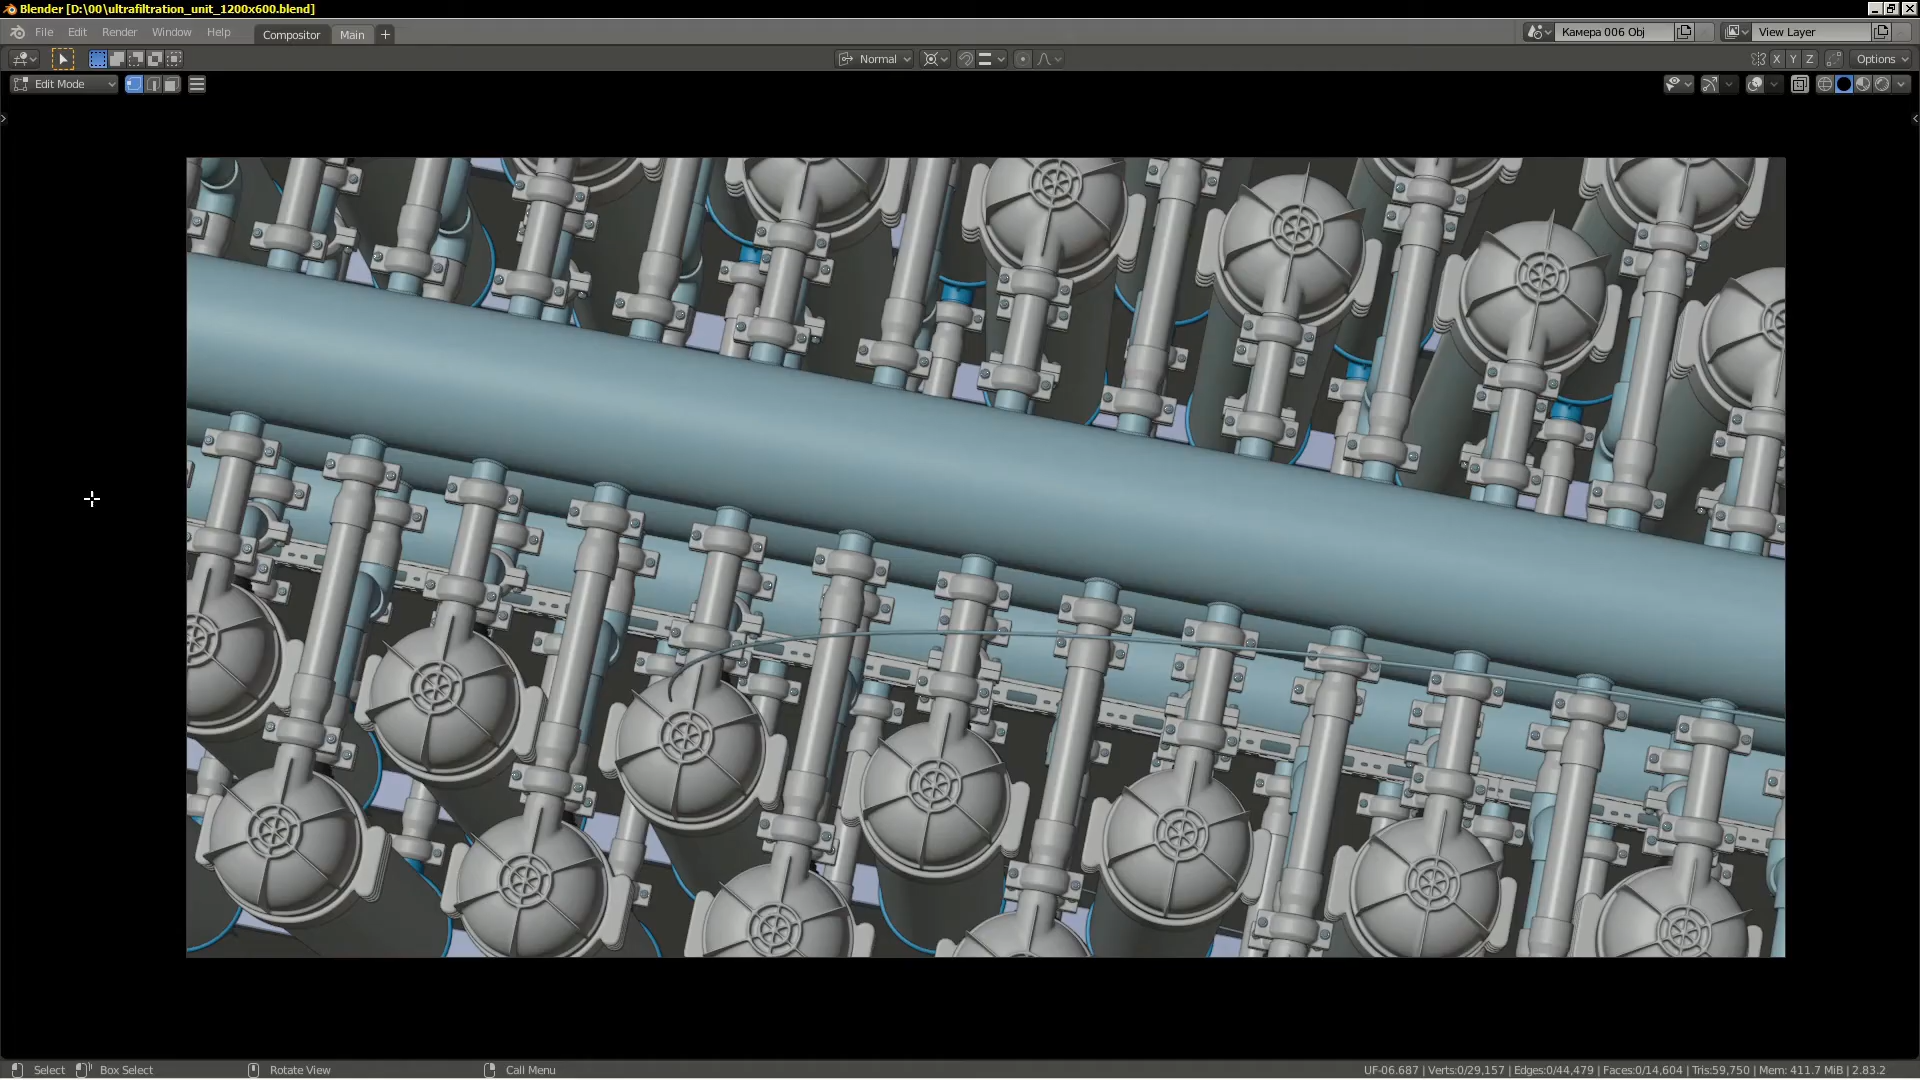 Blender [D:\00\ultrafiltration_unit_1200x600.blend]
File Edit Render Window Help Compositor Main + Камера 006 Obj View Layer
Normal X Y Z Options
Edit Mode
Select Box Select Rotate View Call Menu UF-06.687 | Verts:0/29,157 | Edges:0/44,479 | Faces:0/14,604 | Tris:59,750 | Mem: 411.7 MiB | 2.83.2